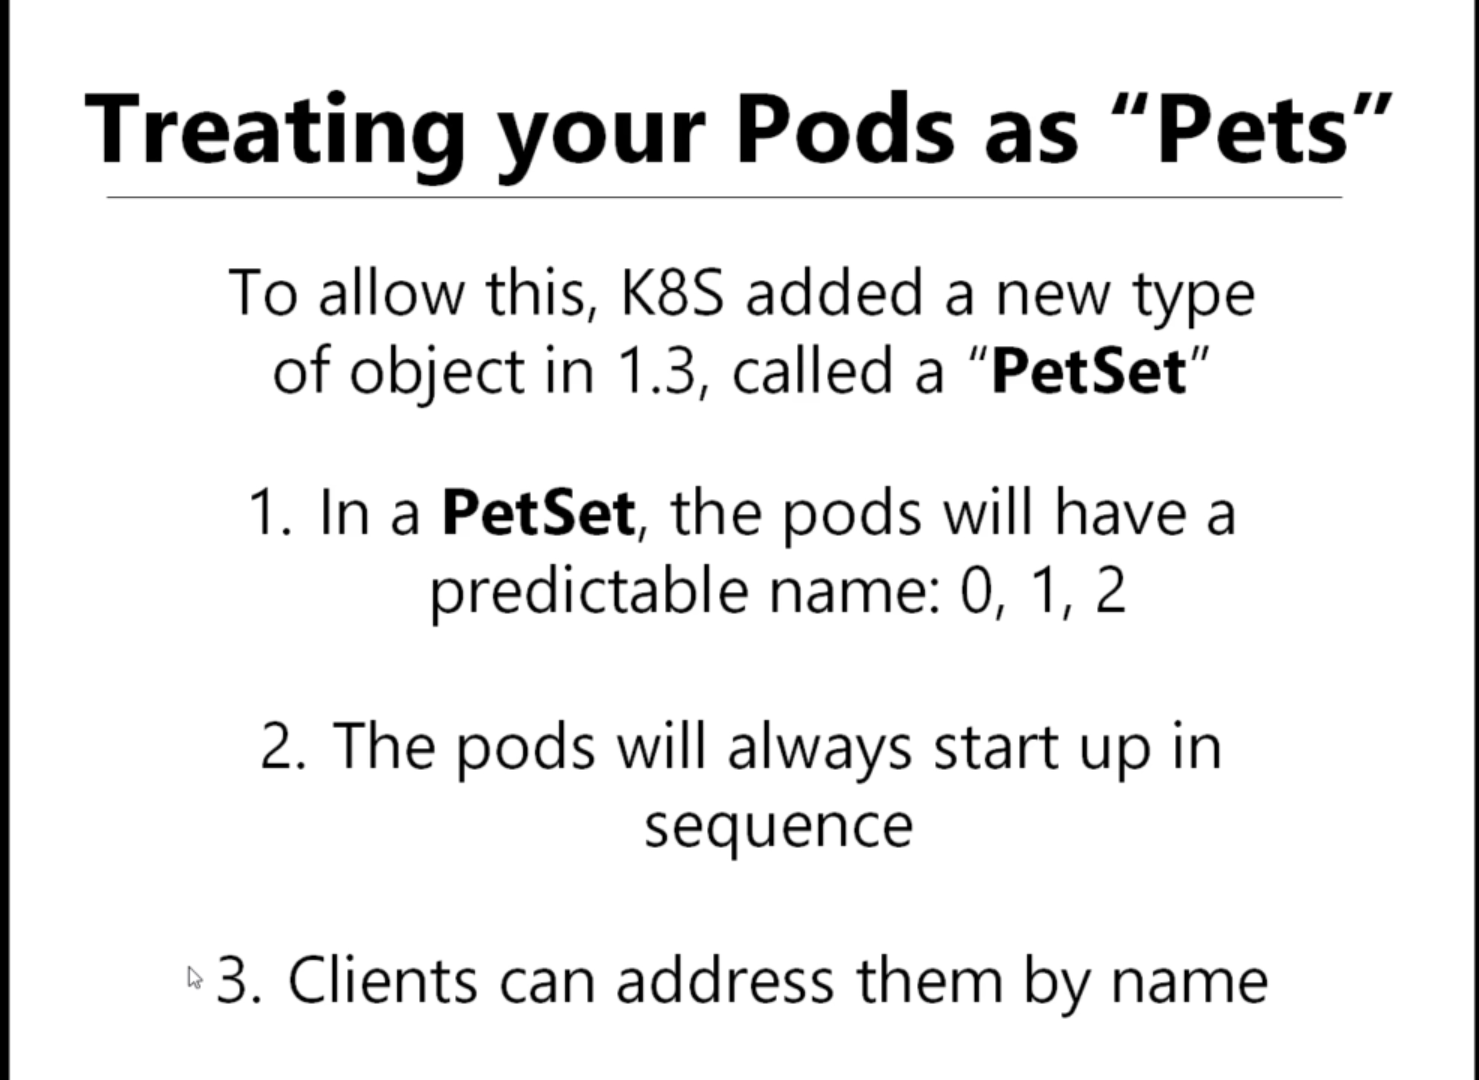 Treating your Pods as “Pets”
To allow this, K8S added a new type
of object in 1.3, called a “PetSet”
1. In a PetSet, the pods will have a
predictable name: 0, 1, 2
2. The pods will always start up in
sequence
3. Clients can address them by name